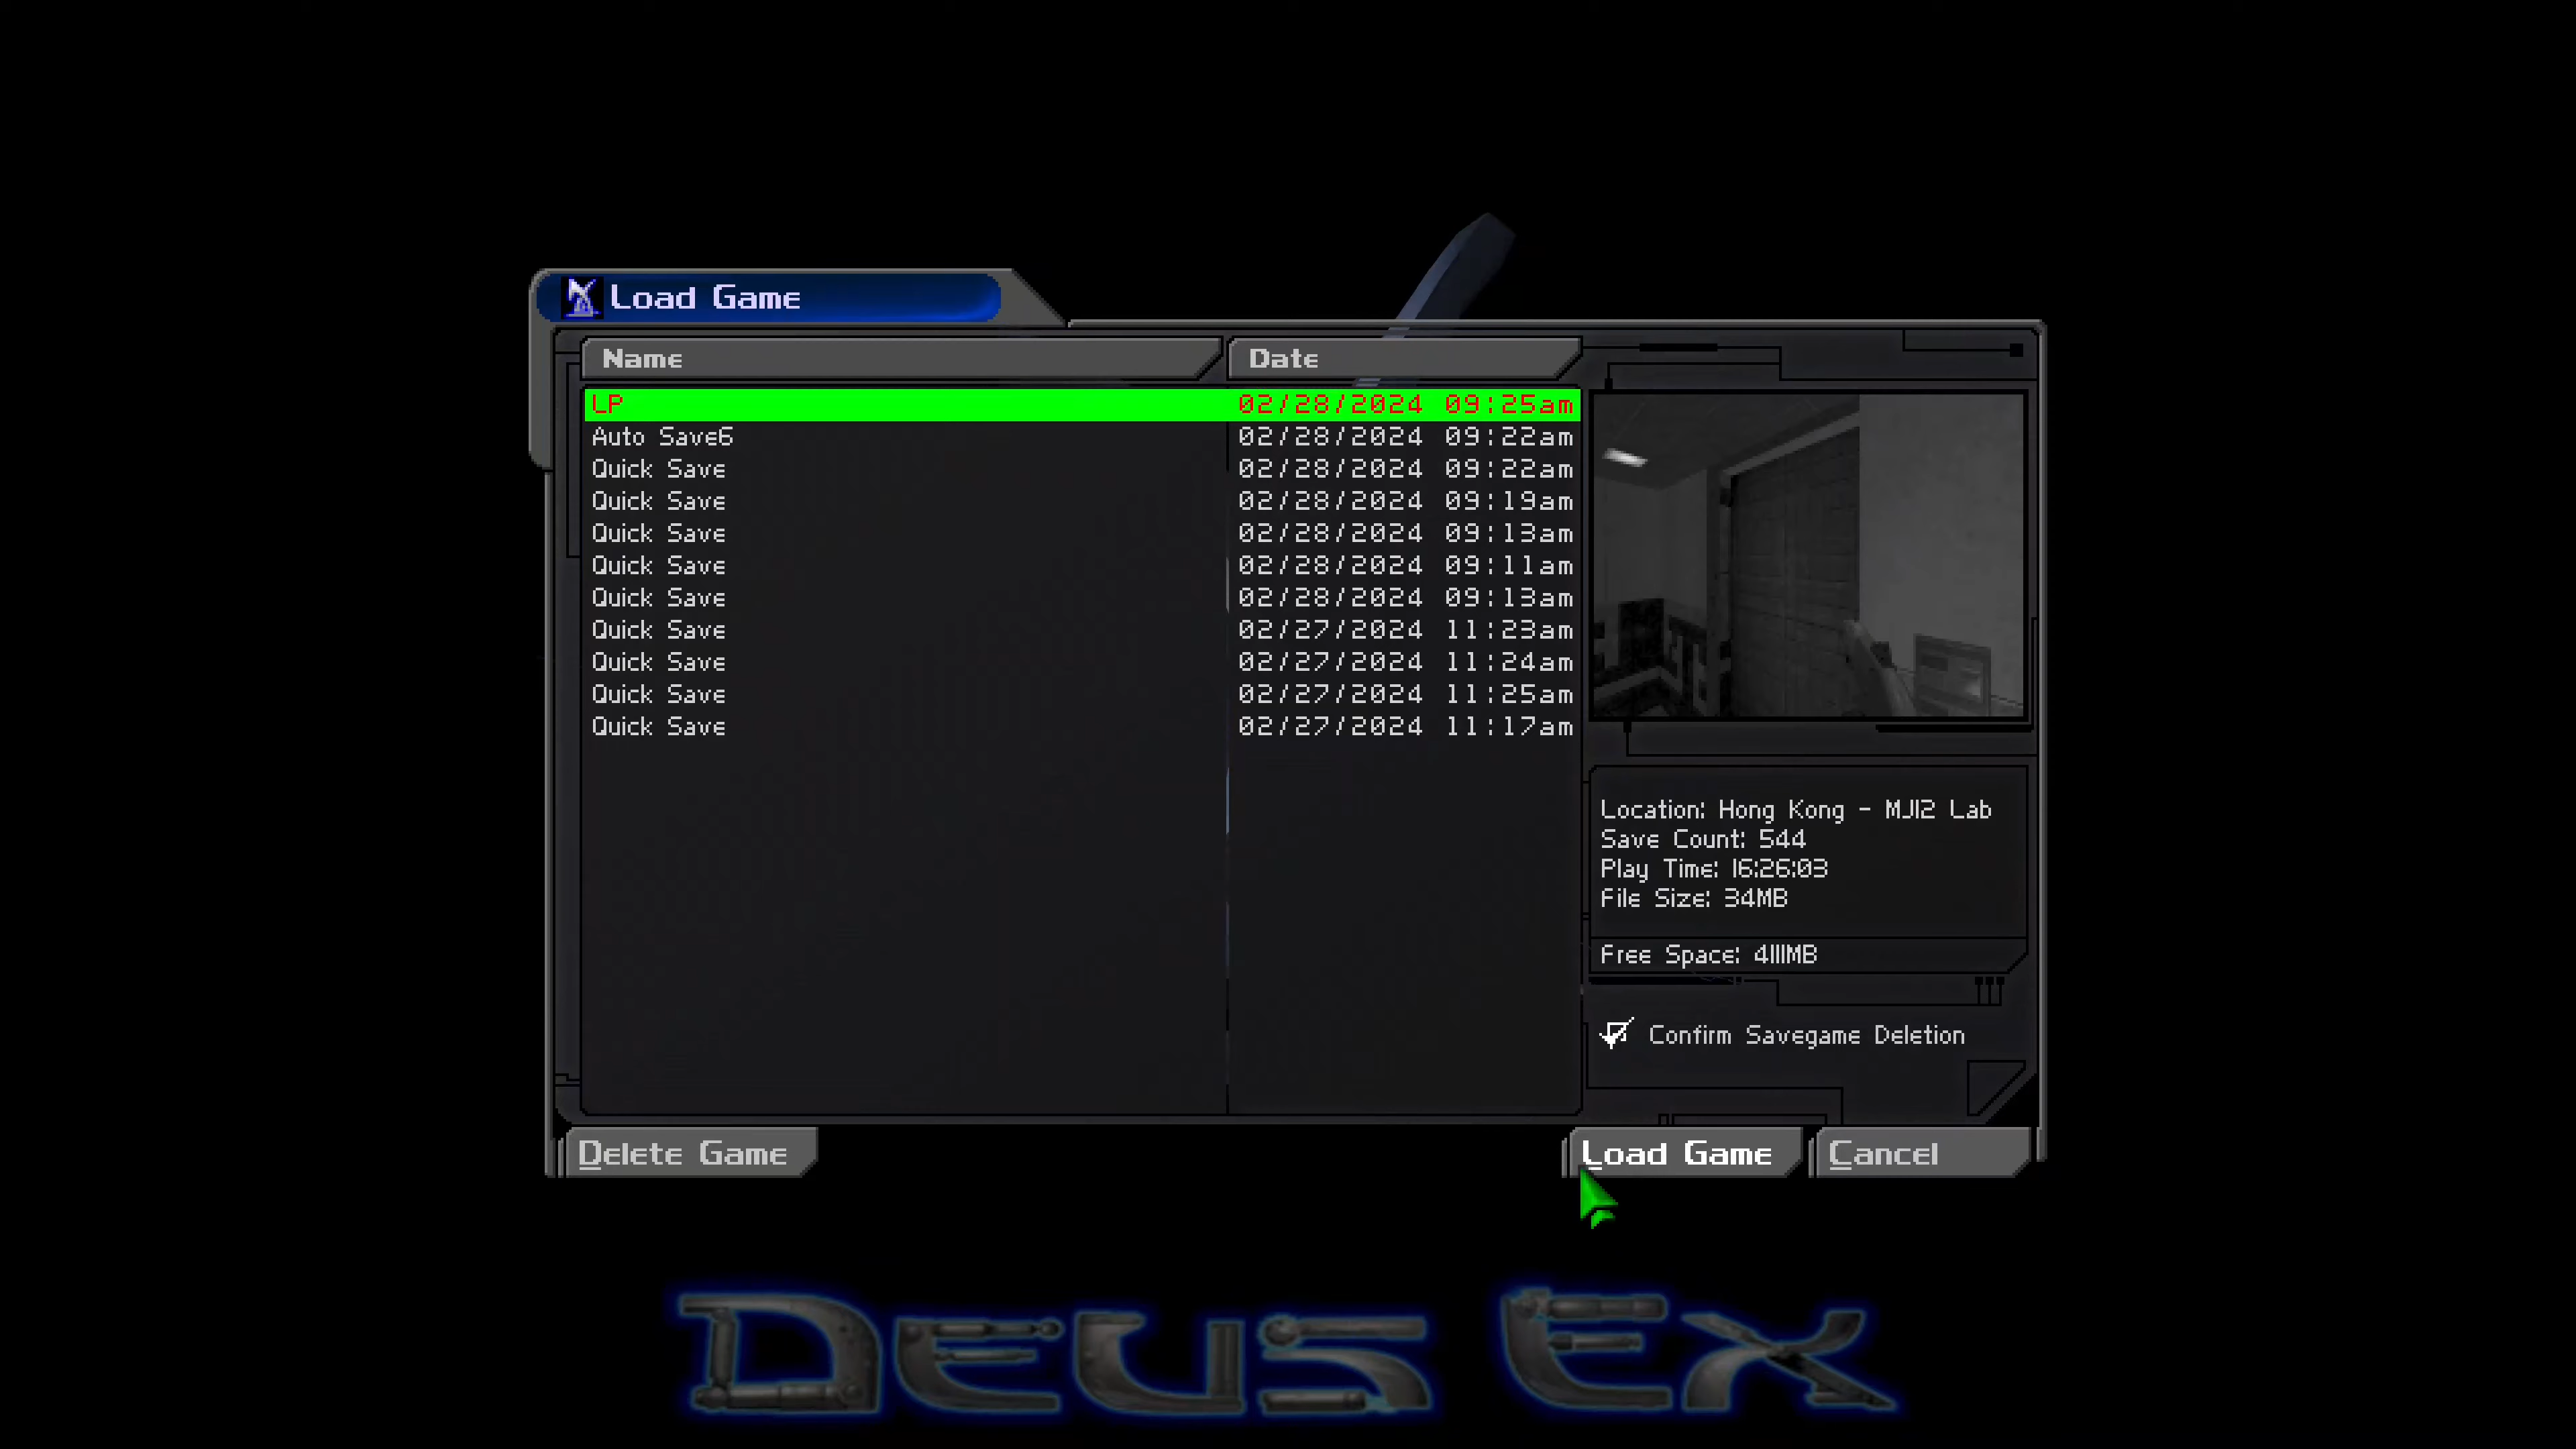 Load Game
Name Date
LP 02/28/2024 09:25am
Auto Save6 02/28/2024 09:22am
Quick Save 02/28/2024 09:22am
Quick Save 02/28/2024 09:19am
Quick Save 02/28/2024 09:13am
Quick Save 02/28/2024 09:11am
Quick Save 02/28/2024 09:13am
Quick Save 02/27/2024 11:23am
Quick Save 02/27/2024 11:24am
Quick Save 02/27/2024 11:25am
Quick Save 02/27/2024 11:17am
Location: Hong Kong - MJ12 Lab
Save Count: 544
Play Time: 16:26:03
File Size: 34MB
Free Space: 4111MB
Confirm Savegame Deletion
Delete Game Load Game Cancel
DEUS EX